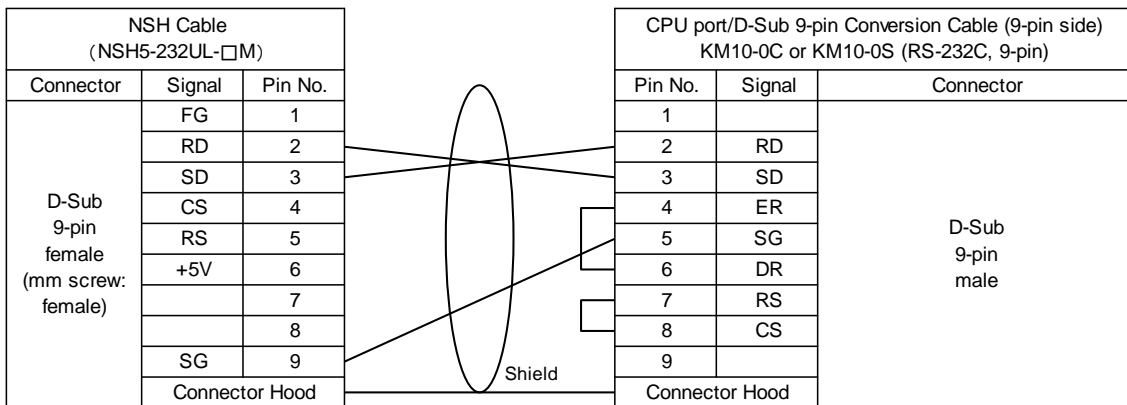 NSH Cable
（NSH5-232UL-□M）
Connector Signal Pin No.
D-Sub
9-pin
female
(mm screw:
female)
FG 1
RD 2
SD 3
CS 4
RS 5
+5V 6
7
8
SG 9
Connector Hood
Shield
CPU port/D-Sub 9-pin Conversion Cable (9-pin side)
KM10-0C or KM10-0S (RS-232C, 9-pin)
Pin No. Signal Connector
1
2 RD
3 SD
4 ER
5 SG
6 DR
7 RS
8 CS
9
Connector Hood
D-Sub
9-pin
male